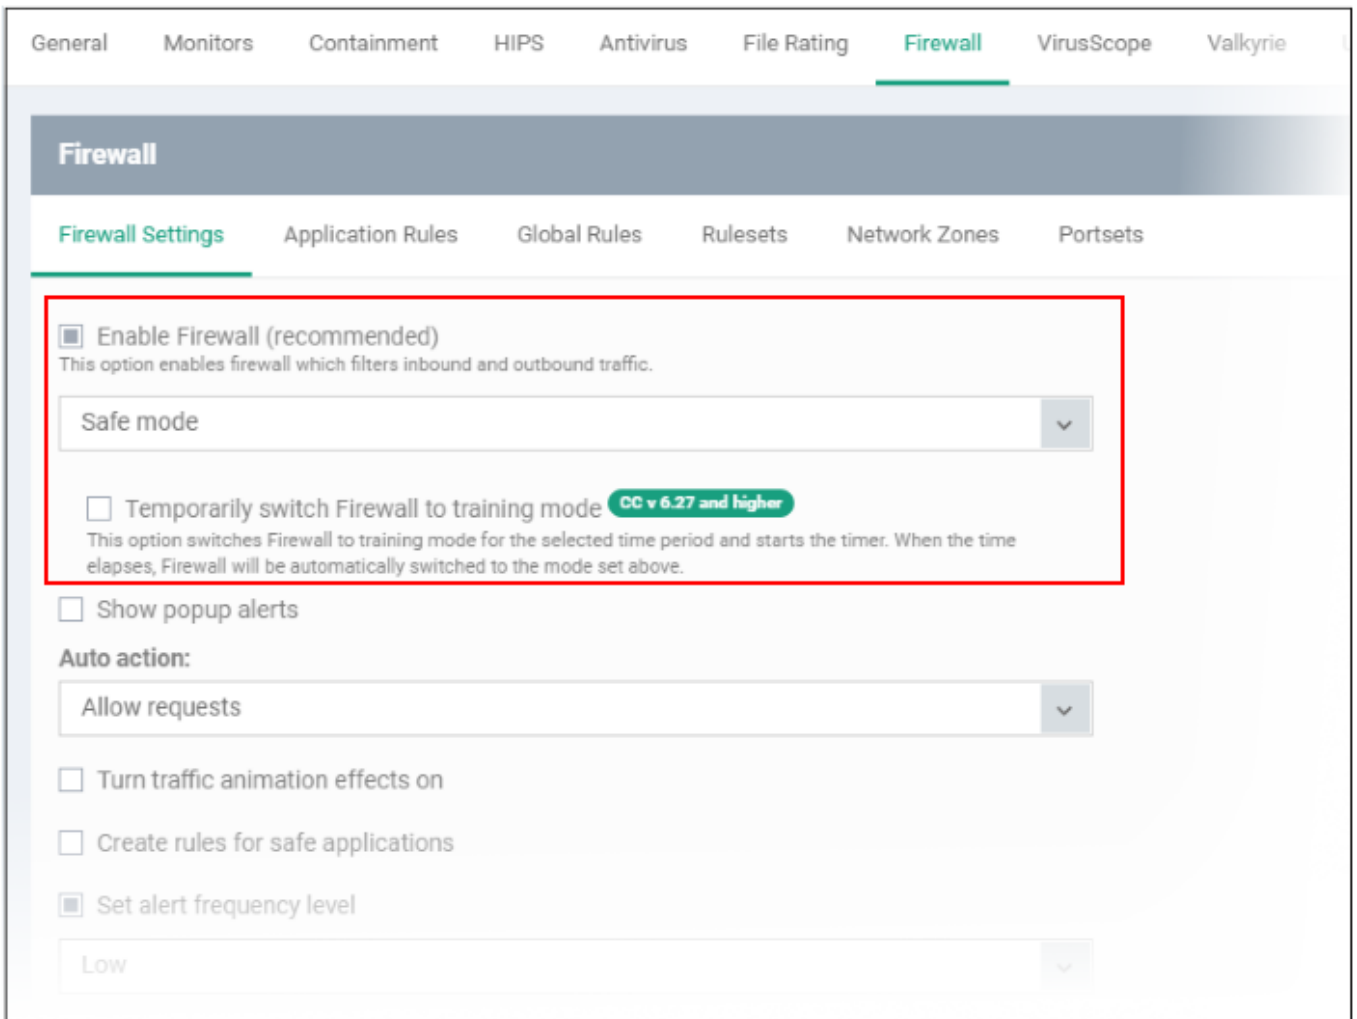 General Monitors Containment HIPS Antivirus File Rating Firewall VirusScope Valkyrie
Firewall
Firewall Settings Application Rules Global Rules Rulesets Network Zones Portsets
Enable Firewall (recommended)
This option enables firewall which filters inbound and outbound traffic.
Safe mode
Temporarily switch Firewall to training mode CC v 6.27 and higher
This option switches Firewall to training mode for the selected time period and starts the timer. When the time
elapses, Firewall will be automatically switched to the mode set above.
Show popup alerts
Auto action:
Allow requests
Turn traffic animation effects on
Create rules for safe applications
Set alert frequency level
Low